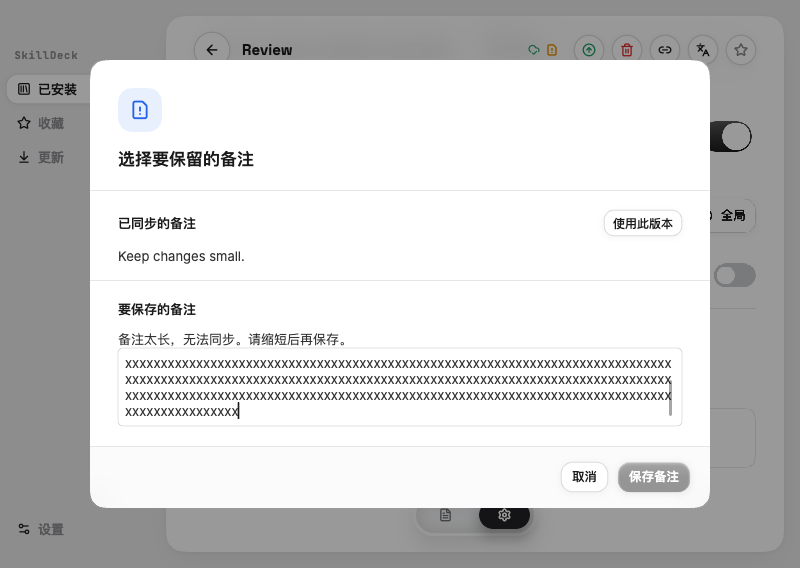 SkillDeck
Review
已安装
收藏
更新
全局
设置
选择要保留的备注
已同步的备注
使用此版本
Keep changes small.
要保存的备注
备注太长，无法同步。请缩短后再保存。
xxxxxxxxxxxxxxxxxxxxxxxxxxxxxxxxxxxxxxxxxxxxxxxxxxxxxxxxxxxxxxxxxxxxxxxxxxxxx
xxxxxxxxxxxxxxxxxxxxxxxxxxxxxxxxxxxxxxxxxxxxxxxxxxxxxxxxxxxxxxxxxxxxxxxxxxxxx
xxxxxxxxxxxxxxxxxxxxxxxxxxxxxxxxxxxxxxxxxxxxxxxxxxxxxxxxxxxxxxxxxxxxxxxxxxxxx
xxxxxxxxxxxxxxxx
取消
保存备注